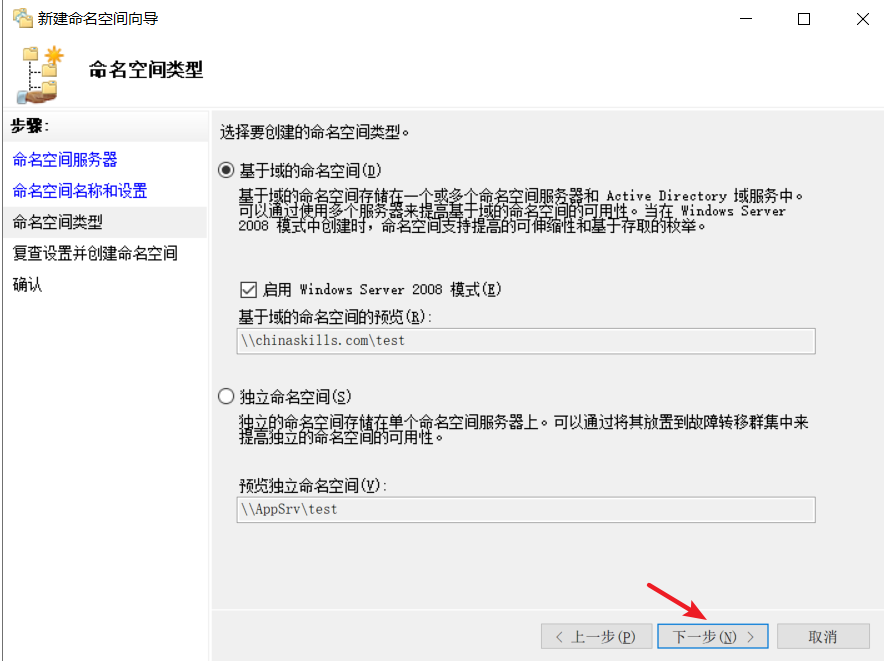 新建命名空间向导
命名空间类型
步骤:
命名空间服务器
命名空间名称和设置
命名空间类型
复查设置并创建命名空间
确认
选择要创建的命名空间类型。
基于域的命名空间(D)
基于域的命名空间存储在一个或多个命名空间服务器和 Active Directory 域服务中。
可以通过使用多个服务器来提高基于域的命名空间的可用性。当在 Windows Server
2008 模式中创建时，命名空间支持提高的可伸缩性和基于存取的枚举。
启用 Windows Server 2008 模式(E)
基于域的命名空间的预览(R):
\\chinaskills.com\test
独立命名空间(S)
独立的命名空间存储在单个命名空间服务器上。可以通过将其放置到故障转移群集中来
提高独立的命名空间的可用性。
预览独立命名空间(V):
\\AppSrv\test
< 上一步(P)
下一步(N) >
取消